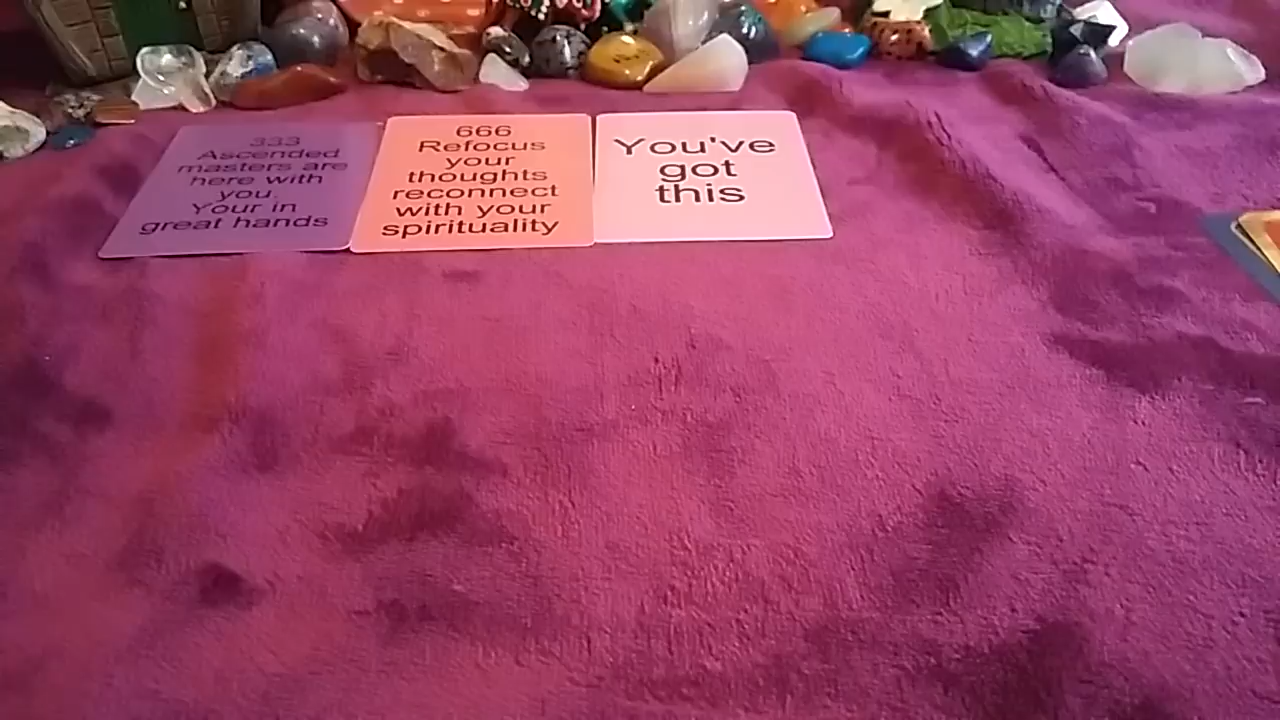 333
Ascended
masters are
here with
you.
Your in
great hands
666
Refocus
your
thoughts
reconnect
with your
spirituality
You've
got
this